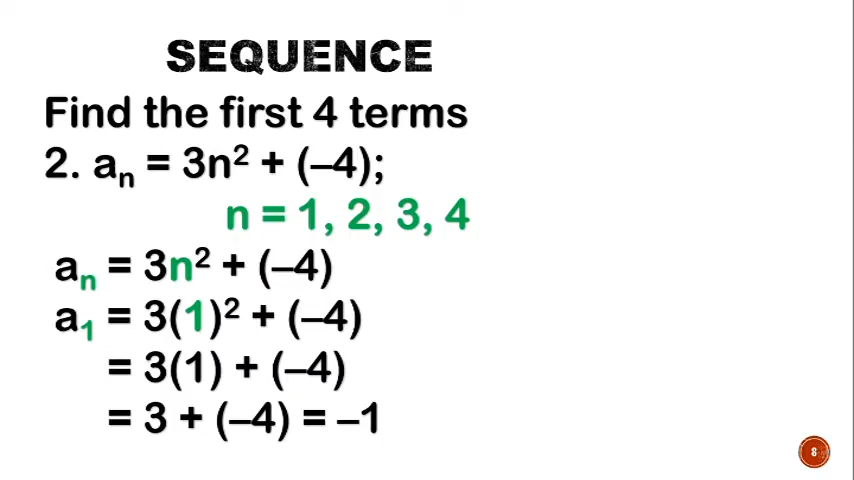 SEQUENCE
Find the first 4 terms
2. aₙ = 3n² + (–4);
n = 1, 2, 3, 4
aₙ = 3n² + (–4)
a₁ = 3(1)² + (–4)
= 3(1) + (–4)
= 3 + (–4) = –1
8